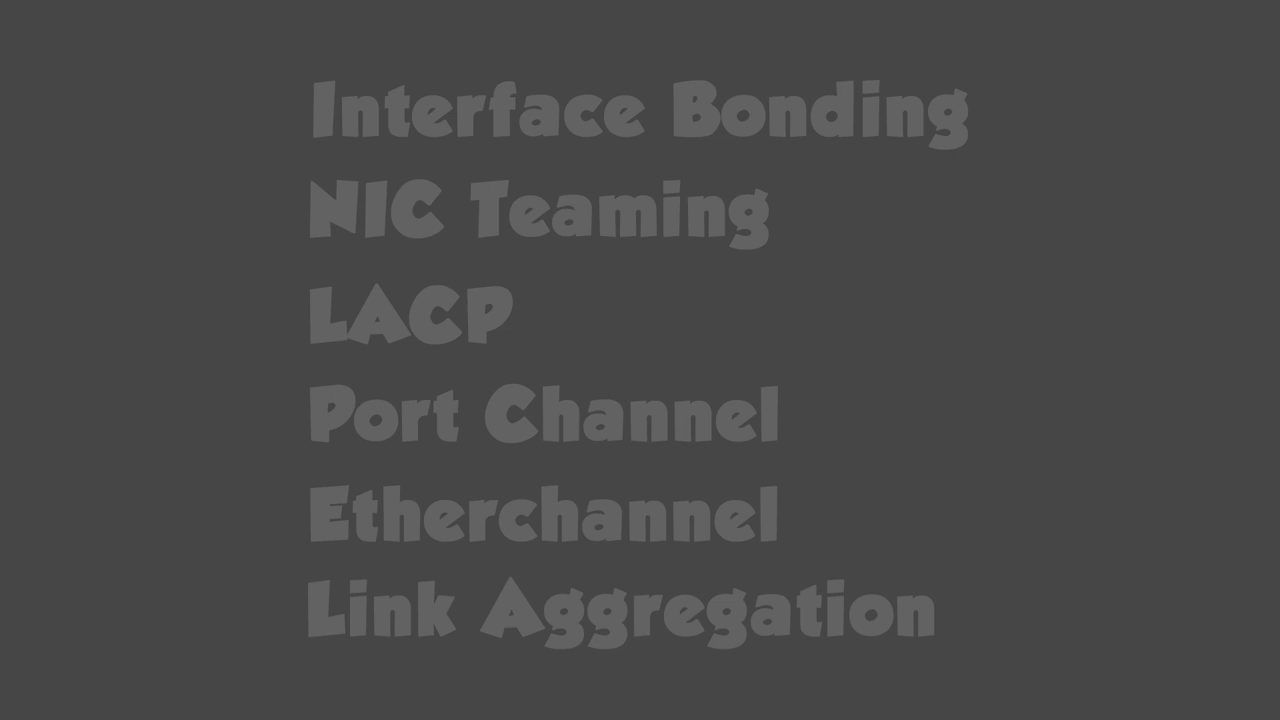 Interface Bonding
NIC Teaming
LACP
Port Channel
Etherchannel
Link Aggregation